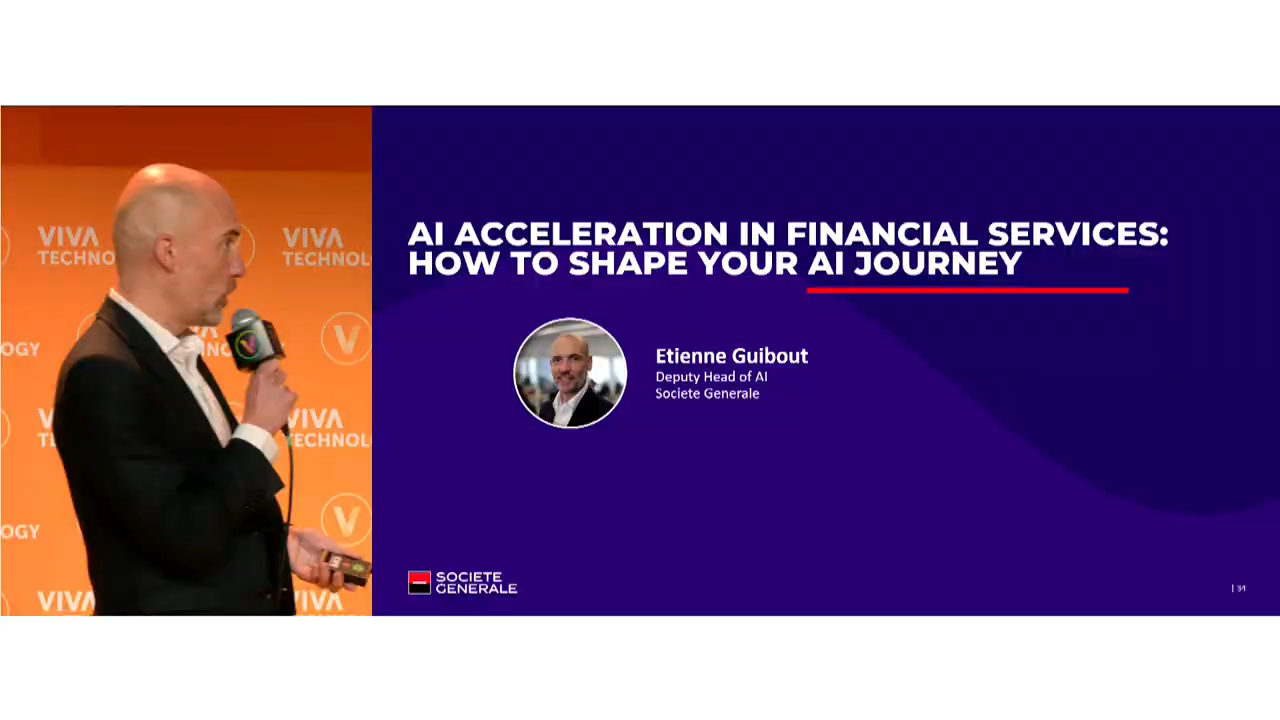 VIVA
TECHNO
VIVA
TECHNOL
OGY
V
VIVA
TECHNOL
OGY
V
VIVA
VIVA
AI ACCELERATION IN FINANCIAL SERVICES:
HOW TO SHAPE YOUR AI JOURNEY
Etienne Guibout
Deputy Head of AI
Societe Generale
SOCIETE
GENERALE